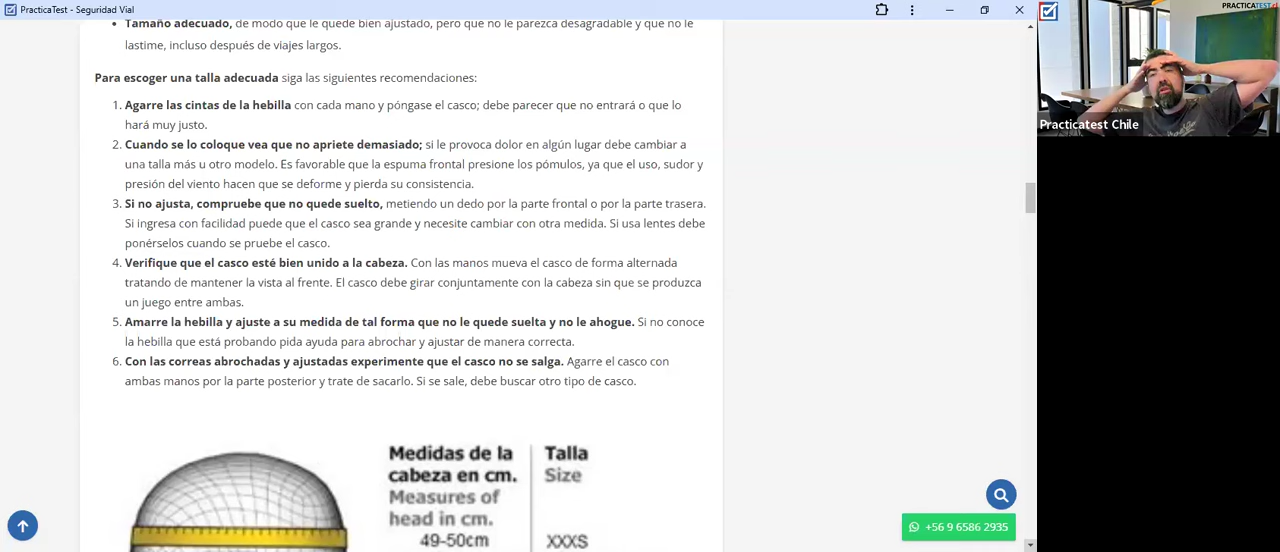 PracticaTest - Seguridad Vial
PRACTICATEST
Tamaño adecuado, de modo que le quede bien ajustado, pero que no le parezca desagradable y que no le
lastime, incluso después de viajes largos.
Para escoger una talla adecuada siga las siguientes recomendaciones:
1. Agarre las cintas de la hebilla con cada mano y póngase el casco; debe parecer que no entrará o que lo
hará muy justo.
2. Cuando se lo coloque vea que no apriete demasiado; si le provoca dolor en algún lugar debe cambiar a
una talla más u otro modelo. Es favorable que la espuma frontal presione los pómulos, ya que el uso, sudor y
presión del viento hacen que se deforme y pierda su consistencia.
3. Si no ajusta, compruebe que no quede suelto, metiendo un dedo por la parte frontal o por la parte trasera.
Si ingresa con facilidad puede que el casco sea grande y necesite cambiar con otra medida. Si usa lentes debe
ponérselos cuando se pruebe el casco.
4. Verifique que el casco esté bien unido a la cabeza. Con las manos mueva el casco de forma alternada
tratando de mantener la vista al frente. El casco debe girar conjuntamente con la cabeza sin que se produzca
un juego entre ambas.
5. Amarre la hebilla y ajuste a su medida de tal forma que no le quede suelta y no le ahogue. Si no conoce
la hebilla que está probando pida ayuda para abrochar y ajustar de manera correcta.
6. Con las correas abrochadas y ajustadas experimente que el casco no se salga. Agarre el casco con
ambas manos por la parte posterior y trate de sacarlo. Si se sale, debe buscar otro tipo de casco.
Medidas de la
cabeza en cm.
Measures of
head in cm.
49-50cm
Talla
Size
XXXS
+56 9 6586 2935
Practicatest Chile